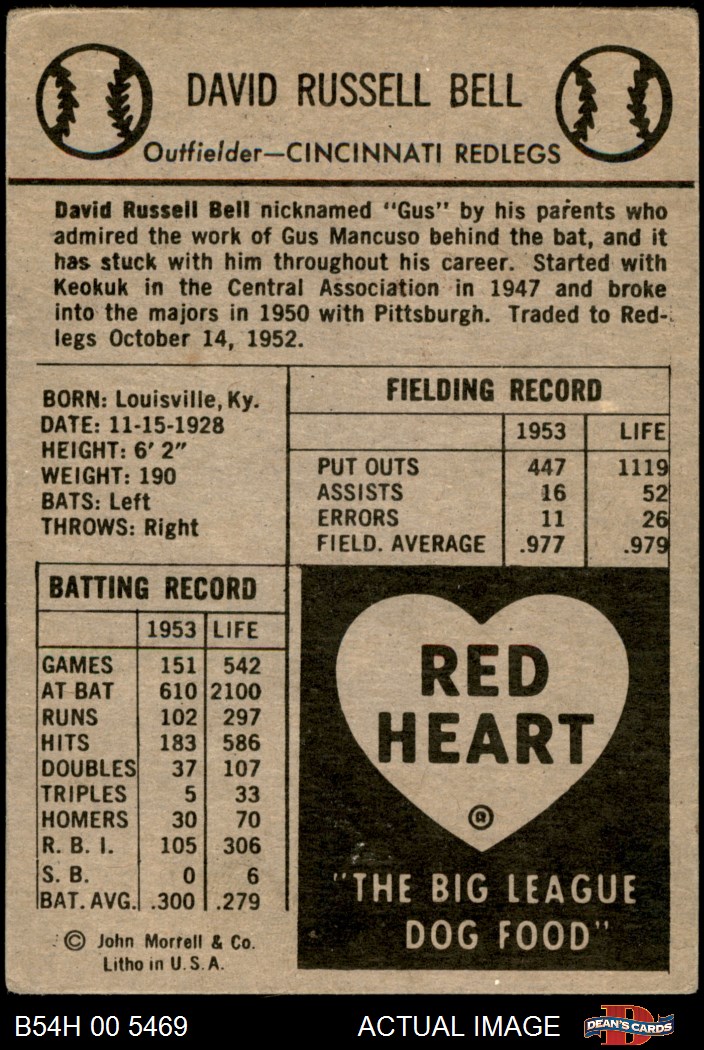 DAVID RUSSELL BELL
Outfielder—CINCINNATI REDLEGS
David Russell Bell nicknamed "Gus" by his parents who
admired the work of Gus Mancuso behind the bat, and it
has stuck with him throughout his career. Started with
Keokuk in the Central Association in 1947 and broke
into the majors in 1950 with Pittsburgh. Traded to Red-
legs October 14, 1952.
BORN: Louisville, Ky.
DATE: 11-15-1928
HEIGHT: 6' 2"
WEIGHT: 190
BATS: Left
THROWS: Right
FIELDING RECORD
1953 LIFE
PUT OUTS 447 1119
ASSISTS 16 52
ERRORS 11 26
FIELD. AVERAGE .977 .979
BATTING RECORD
1953 LIFE
GAMES 151 542
AT BAT 610 2100
RUNS 102 297
HITS 183 586
DOUBLES 37 107
TRIPLES 5 33
HOMERS 30 70
R. B. I. 105 306
S. B. 0 6
BAT. AVG. .300 .279
© John Morrell & Co.
Litho in U. S. A.
RED
HEART
®
"THE BIG LEAGUE
DOG FOOD"
B54H 00 5469
ACTUAL IMAGE
D
DEAN'S CARDS